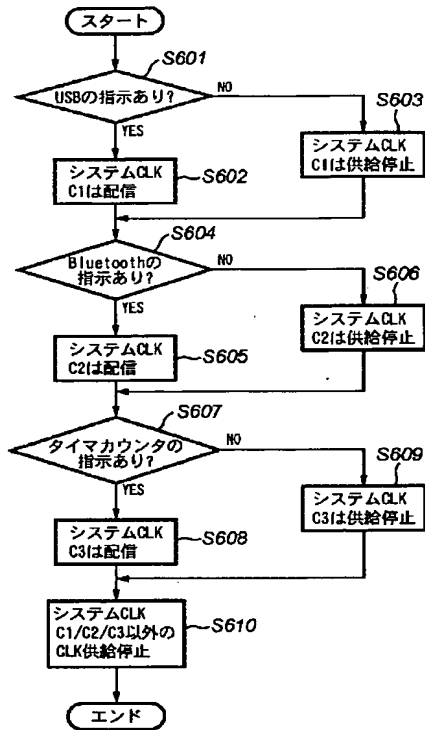 スタート
S601
USBの指示あり?
NO
YES
S603
システムCLK
C1は供給停止
システムCLK
C1は配信
S602
S604
Bluetoothの
指示あり?
NO
YES
S606
システムCLK
C2は供給停止
システムCLK
C2は配信
S605
S607
タイマカウンタの
指示あり?
NO
YES
S609
システムCLK
C3は供給停止
システムCLK
C3は配信
S608
システムCLK
C1/C2/C3以外の
CLK供給停止
S610
エンド